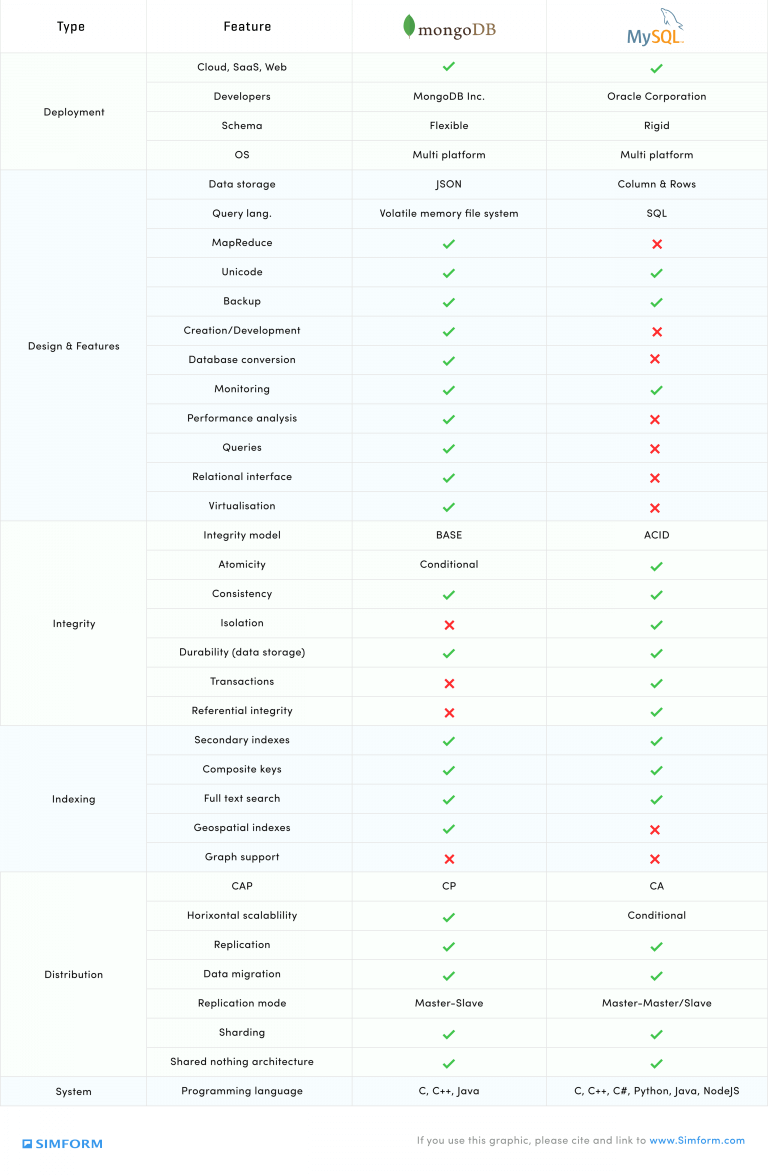 Type Feature mongoDB MySQL
Cloud, SaaS, Web
Developers MongoDB Inc. Oracle Corporation
Deployment
Schema Flexible Rigid
OS Multi platform Multi platform
Data storage JSON Column & Rows
Query lang. Volatile memory file system SQL
MapReduce
Unicode
Backup
Creation/Development
Design & Features
Database conversion
Monitoring
Performance analysis
Queries
Relational interface
Virtualisation
Integrity model BASE ACID
Atomicity Conditional
Consistency
Integrity Isolation
Durability (data storage)
Transactions
Referential integrity
Secondary indexes
Composite keys
Indexing Full text search
Geospatial indexes
Graph support
CAP CP CA
Horixontal scalablility Conditional
Replication
Distribution Data migration
Replication mode Master-Slave Master-Master/Slave
Sharding
Shared nothing architecture
System Programming language C, C++, Java C, C++, C#, Python, Java, NodeJS
SIMFORM If you use this graphic, please cite and link to www.Simform.com